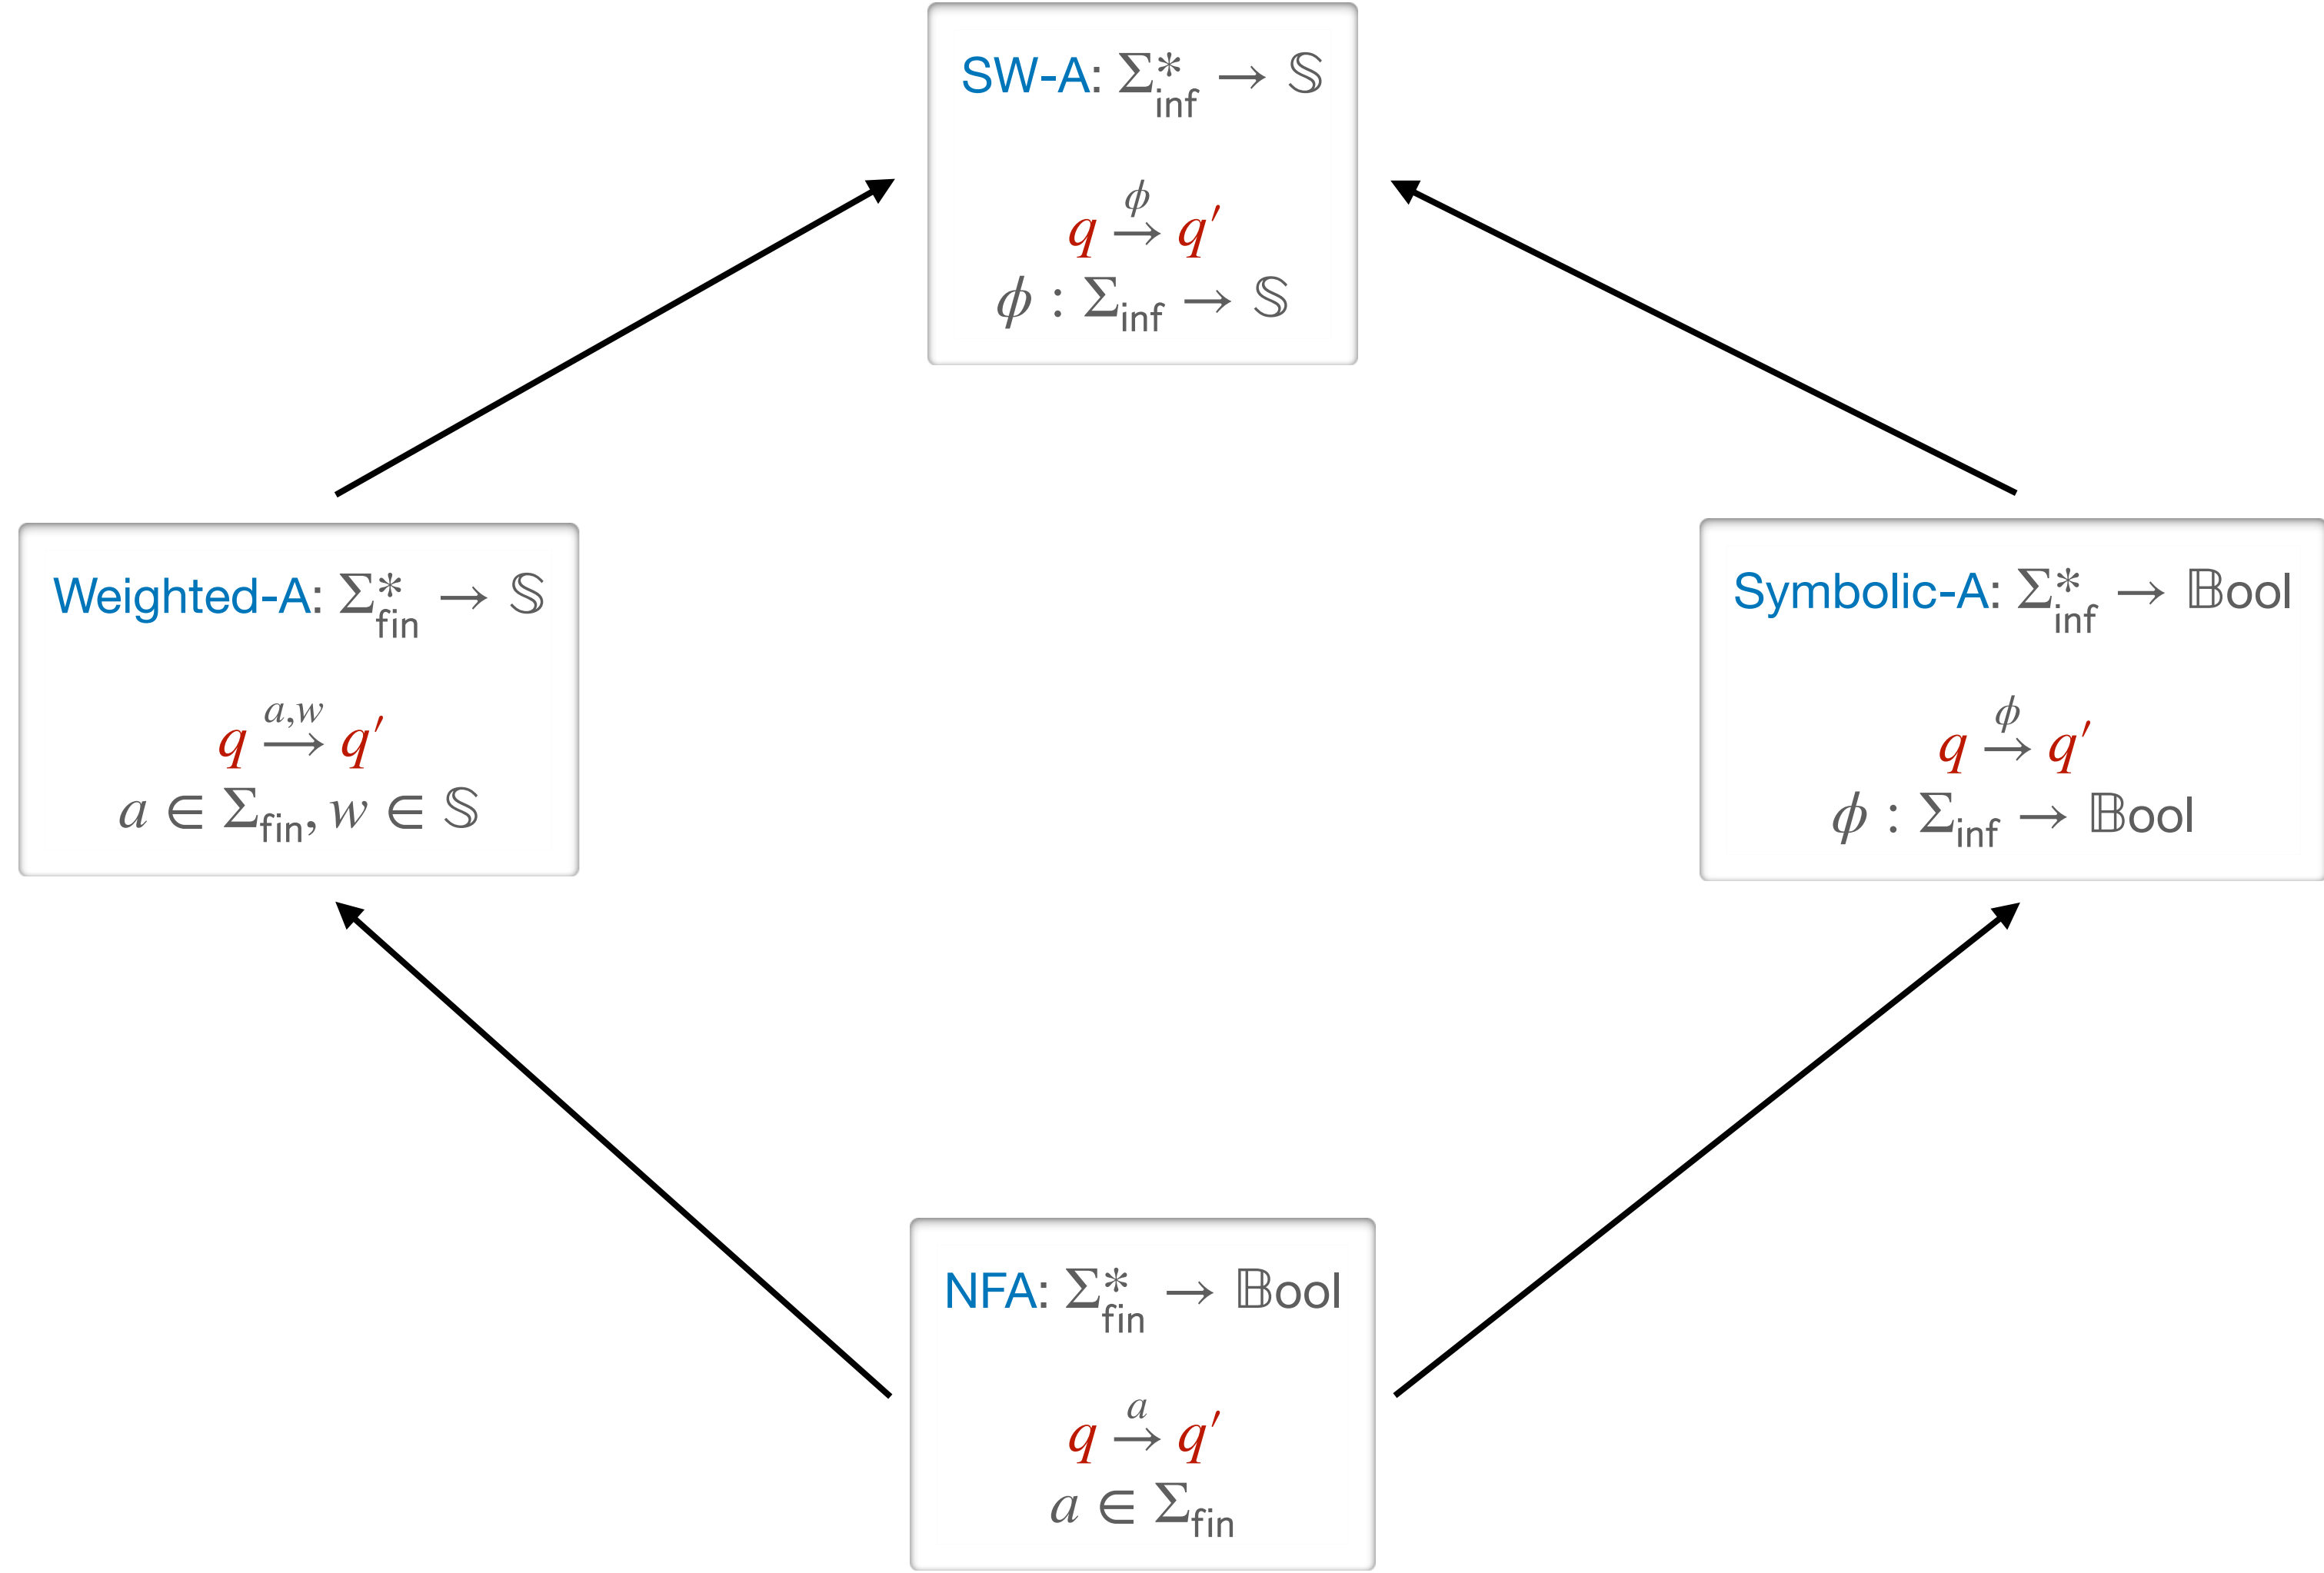 SW-A: Σ*inf → 𝕊
ϕ
q → q′
ϕ : Σinf → 𝕊
Weighted-A: Σ*fin → 𝕊
a,w
q → q′
a ∈ Σfin, w ∈ 𝕊
Symbolic-A: Σ*inf → 𝔹ool
ϕ
q → q′
ϕ : Σinf → 𝔹ool
NFA: Σ*fin → 𝔹ool
a
q → q′
a ∈ Σfin